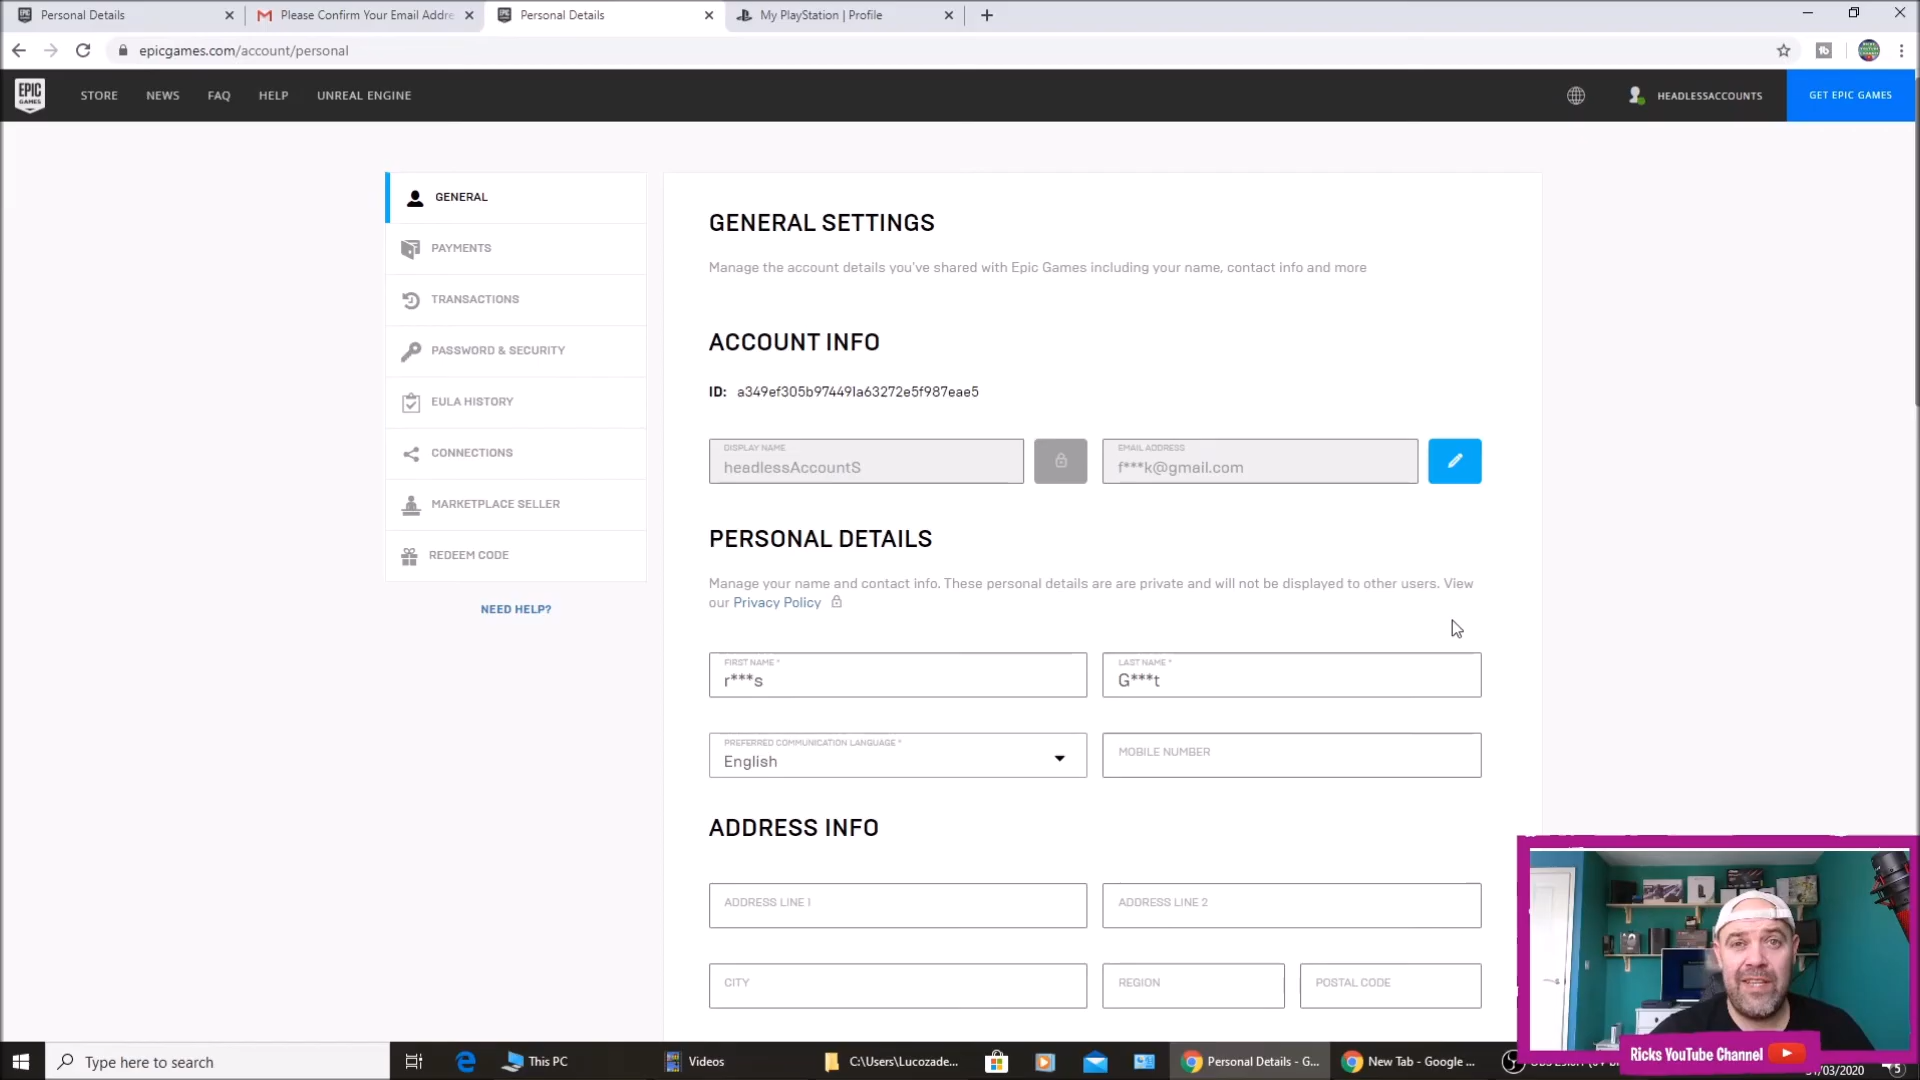 Personal Details
Please Confirm Your Email Addre
Personal Details
My PlayStation | Profile
epicgames.com/account/personal
EPIC GAMES
STORE
NEWS
FAQ
HELP
UNREAL ENGINE
HEADLESSACCOUNTS
GET EPIC GAMES
GENERAL
PAYMENTS
TRANSACTIONS
PASSWORD & SECURITY
EULA HISTORY
CONNECTIONS
MARKETPLACE SELLER
REDEEM CODE
NEED HELP?
GENERAL SETTINGS
Manage the account details you've shared with Epic Games including your name, contact info and more
ACCOUNT INFO
ID: a349ef305b974491a63272e5f987eae5
DISPLAY NAME
headlessAccountS
EMAIL ADDRESS
f***k@gmail.com
PERSONAL DETAILS
Manage your name and contact info. These personal details are are private and will not be displayed to other users. View
our Privacy Policy
FIRST NAME *
r***s
LAST NAME *
G***t
PREFERRED COMMUNICATION LANGUAGE *
English
MOBILE NUMBER
ADDRESS INFO
ADDRESS LINE 1
ADDRESS LINE 2
CITY
REGION
POSTAL CODE
Ricks YouTube Channel
Type here to search
This PC
Videos
C:\Users\Lucozade...
Personal Details - G...
New Tab - Google ...
31/03/2020
5